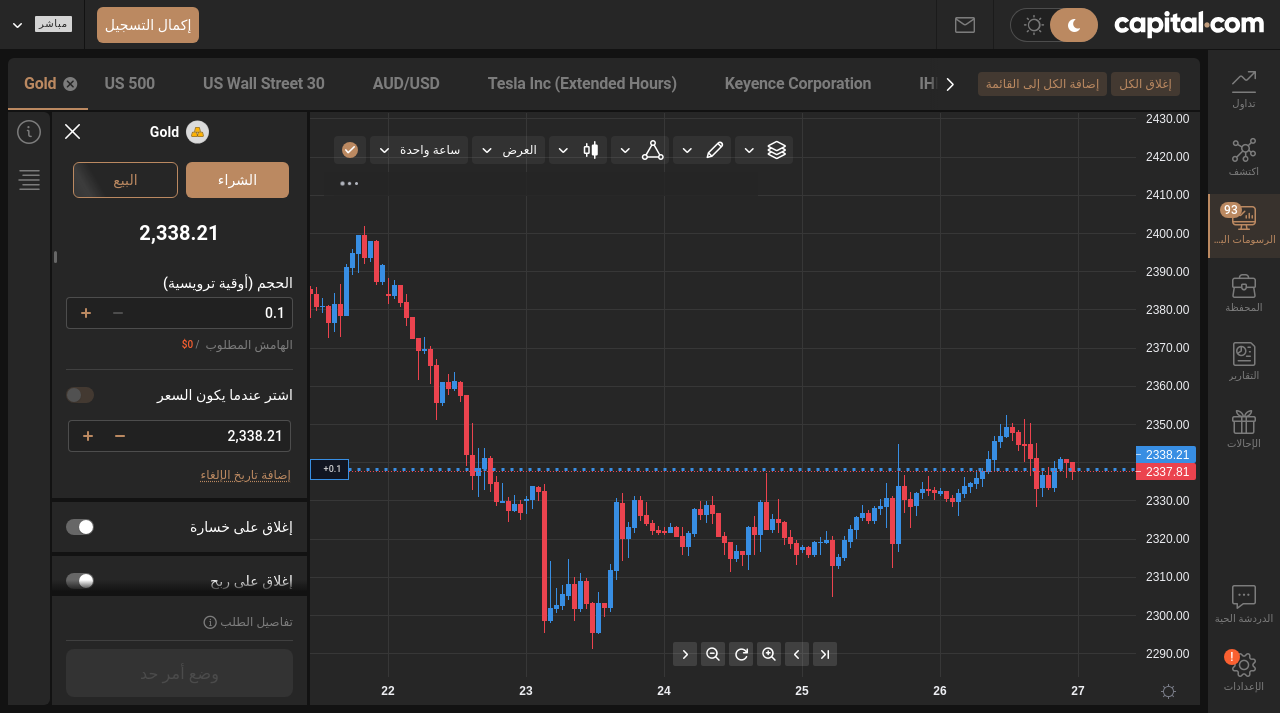 capital.com
إكمال التسجيل
مباشر
Gold
US 500
US Wall Street 30
AUD/USD
Tesla Inc (Extended Hours)
Keyence Corporation
إضافة الكل إلى القائمة
إغلاق الكل
تداول
اكتشف
93
الرسومات الب...
المحفظة
التقارير
الإحالات
الدردشة الحية
!
الإعدادات
Gold
الشراء
البيع
2,338.21
الحجم (أوقية ترويسية)
0.1
الهامش المطلوب / $0
اشتر عندما يكون السعر
2,338.21
إضافة تاريخ الإلغاء
إغلاق على خسارة
إغلاق على ربح
تفاصيل الطلب
وضع أمر حد
ساعة واحدة
العرض
+0.1
2430.00
2420.00
2410.00
2400.00
2390.00
2380.00
2370.00
2360.00
2350.00
2338.21
2337.81
2330.00
2320.00
2310.00
2300.00
2290.00
22
23
24
25
26
27